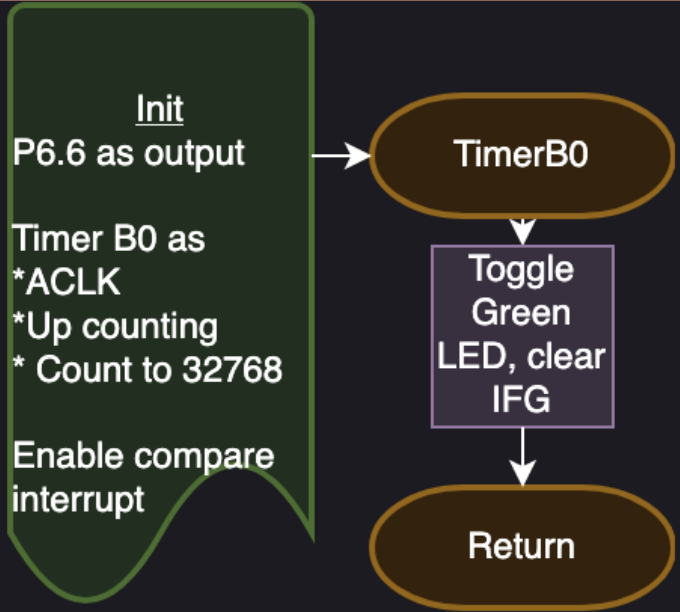 Init
P6.6 as output
Timer B0 as
*ACLK
*Up counting
* Count to 32768
Enable compare
interrupt
TimerB0
Toggle
Green
LED, clear
IFG
Return